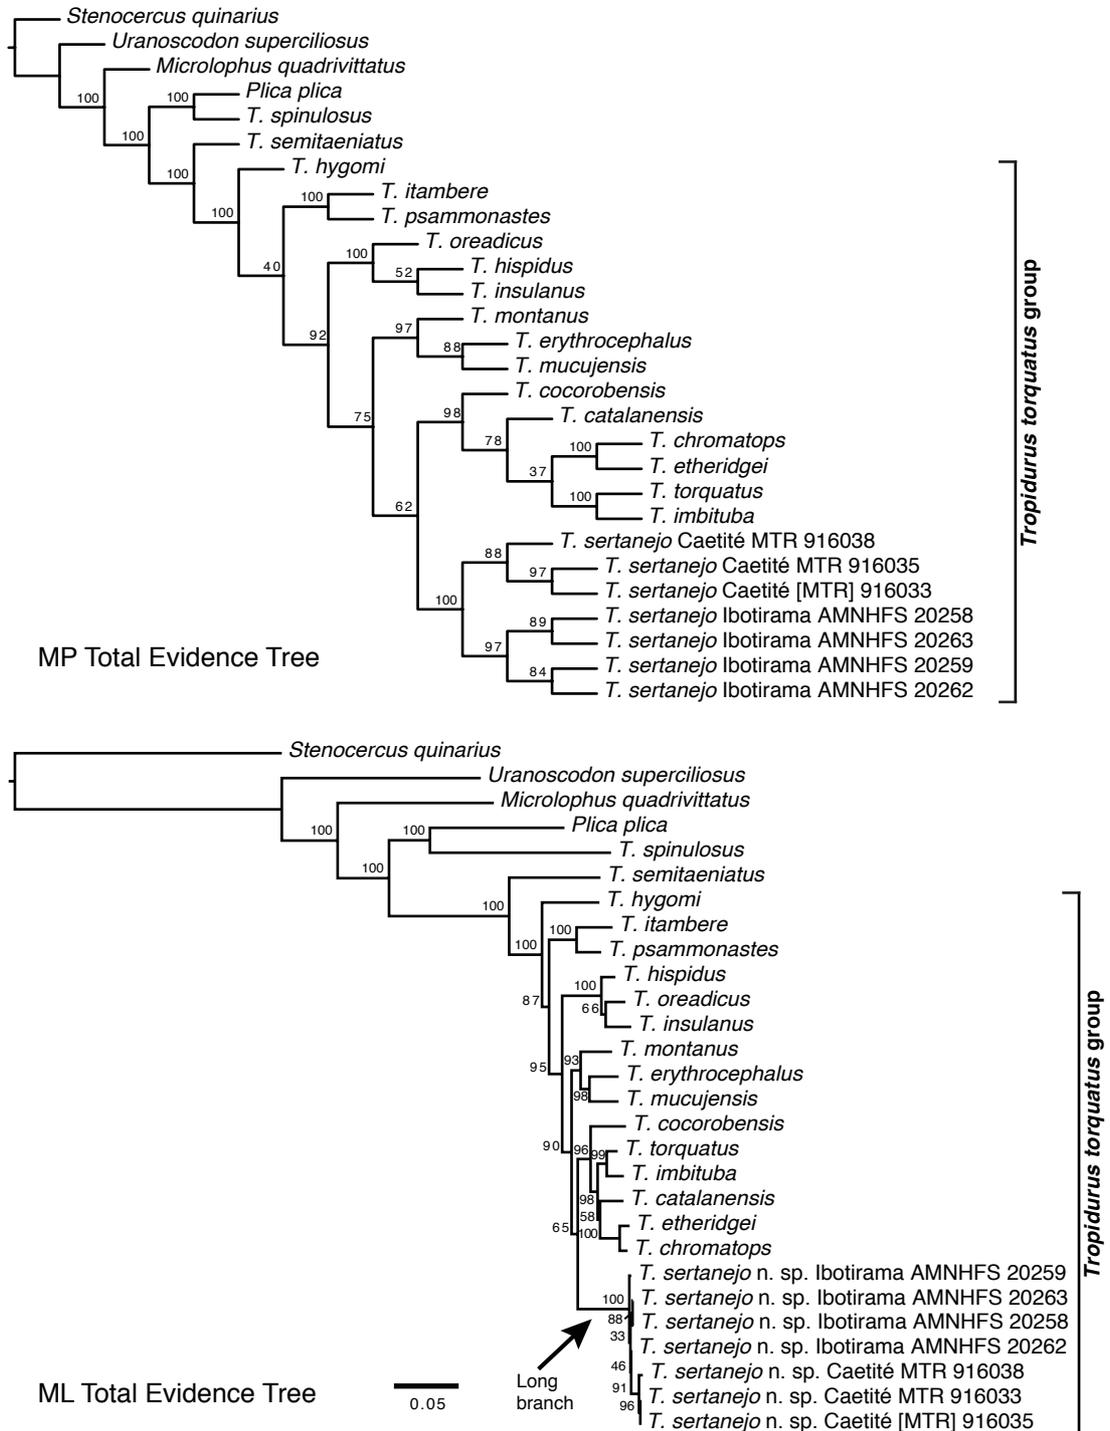 Stenocercus quinarius
Uranoscodon superciliosus
Microlophus quadrivittatus
100
100
Plica plica
100
T. spinulosus
100
T. semitaeniatus
100
T. hygomi
100
T. itambere
T. psammonastes
40
T. oreadicus
100
52
T. hispidus
T. insulanus
92
T. montanus
97
88
T. erythrocephalus
T. mucujensis
75
T. cocorobensis
98
T. catalanensis
78
100
T. chromatops
T. etheridgei
37
100
T. torquatus
T. imbituba
62
T. sertanejo Caetité MTR 916038
88
97
T. sertanejo Caetité MTR 916035
T. sertanejo Caetité [MTR] 916033
100
89
T. sertanejo Ibotirama AMNHFS 20258
T. sertanejo Ibotirama AMNHFS 20263
97
84
T. sertanejo Ibotirama AMNHFS 20259
T. sertanejo Ibotirama AMNHFS 20262
Tropidurus torquatus group
MP Total Evidence Tree
Stenocercus quinarius
Uranoscodon superciliosus
Microlophus quadrivittatus
100
100
Plica plica
T. spinulosus
100
T. semitaeniatus
100
T. hygomi
100
100
T. itambere
T. psammonastes
87
T. hispidus
100
66
T. oreadicus
T. insulanus
95
T. montanus
93
98
T. erythrocephalus
T. mucujensis
90
T. cocorobensis
96
99
T. torquatus
T. imbituba
98
T. catalanensis
58
100
T. etheridgei
T. chromatops
65
T. sertanejo n. sp. Ibotirama AMNHFS 20259
100
T. sertanejo n. sp. Ibotirama AMNHFS 20263
88
T. sertanejo n. sp. Ibotirama AMNHFS 20258
33
T. sertanejo n. sp. Ibotirama AMNHFS 20262
46
T. sertanejo n. sp. Caetité MTR 916038
91
T. sertanejo n. sp. Caetité MTR 916033
96
T. sertanejo n. sp. Caetité [MTR] 916035
Tropidurus torquatus group
Long
branch
0.05
ML Total Evidence Tree